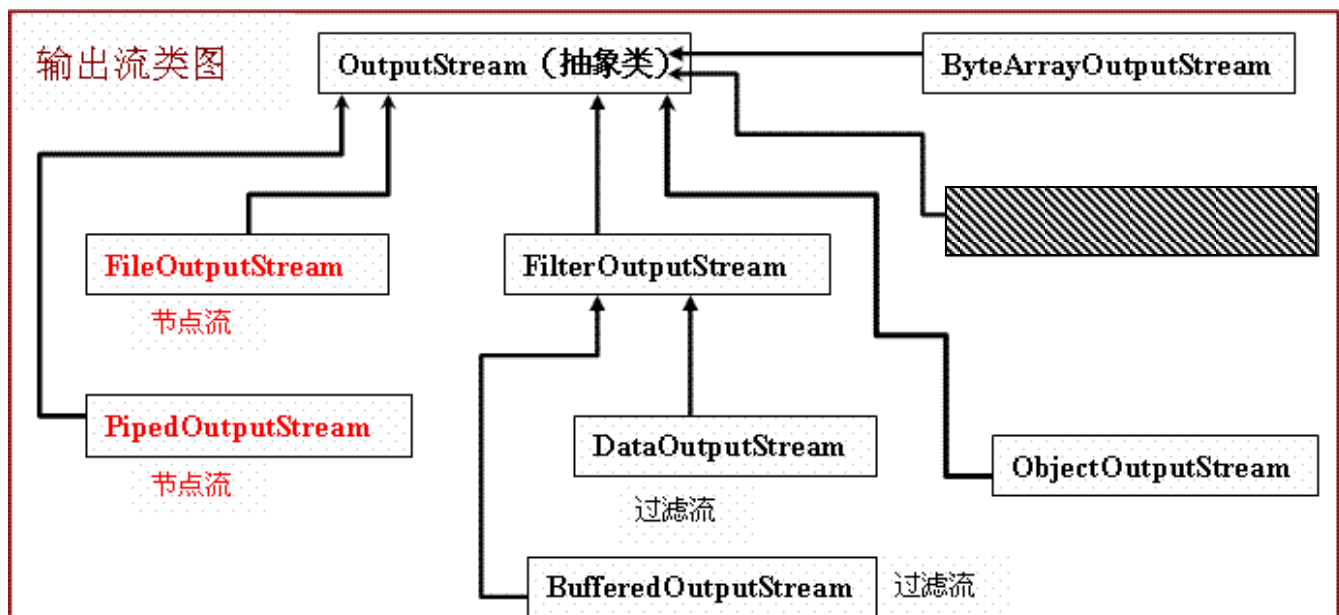 输出流类图
OutputStream（抽象类）
ByteArrayOutputStream
FileOutputStream
节点流
FilterOutputStream
PipedOutputStream
节点流
DataOutputStream
过滤流
ObjectOutputStream
BufferedOutputStream
过滤流